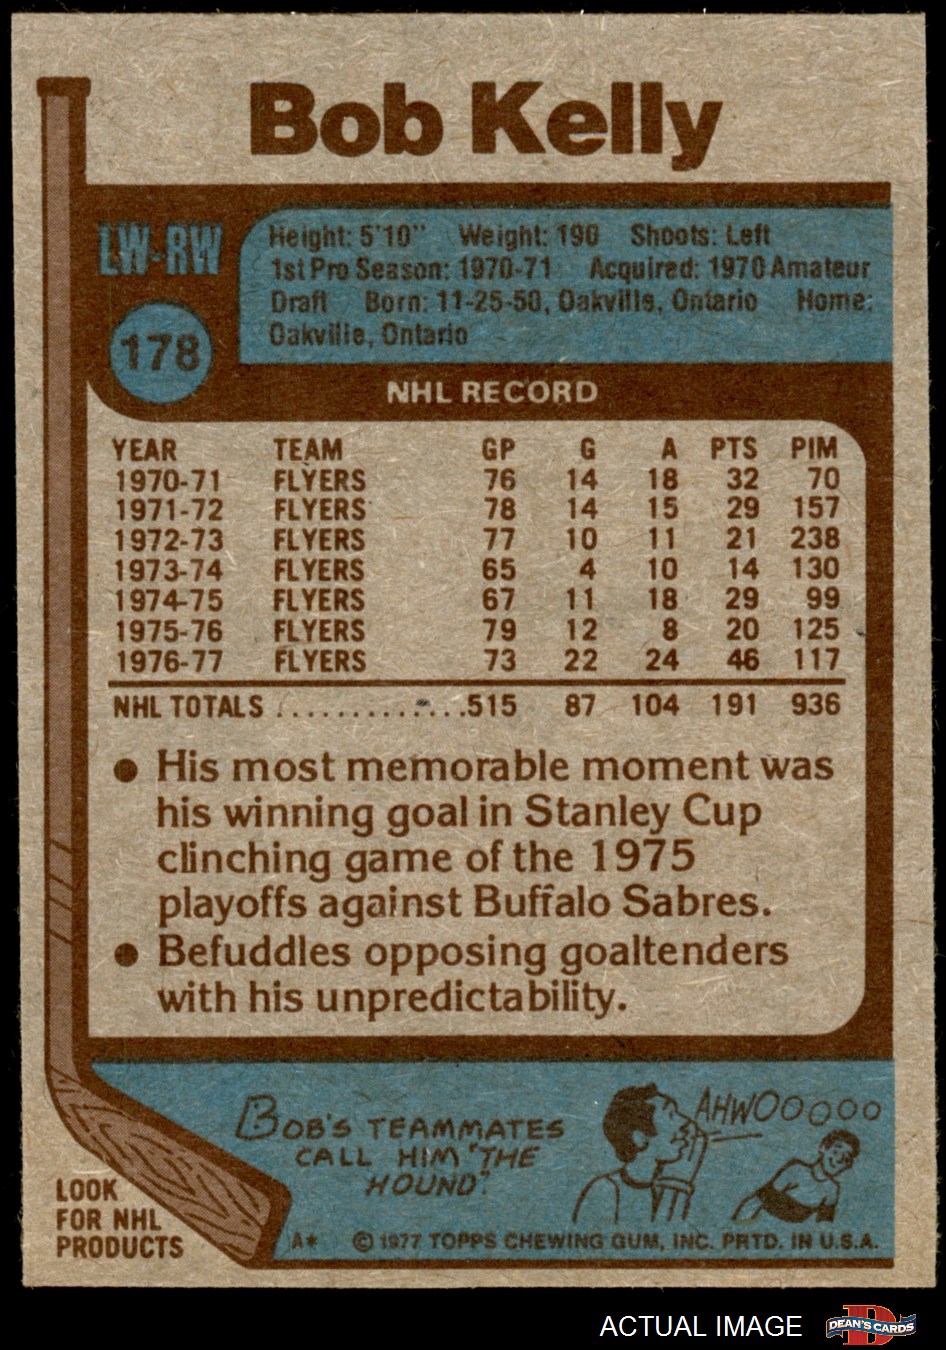 Bob Kelly
LW-RW
Height: 5'10" Weight: 190 Shoots: Left
1st Pro Season: 1970-71 Acquired: 1970 Amateur
Draft Born: 11-25-50, Oakville, Ontario Home:
Oakville, Ontario
178
NHL RECORD
YEAR TEAM GP G A PTS PIM
1970-71 FLYERS 76 14 18 32 70
1971-72 FLYERS 78 14 15 29 157
1972-73 FLYERS 77 10 11 21 238
1973-74 FLYERS 65 4 10 14 130
1974-75 FLYERS 67 11 18 29 99
1975-76 FLYERS 79 12 8 20 125
1976-77 FLYERS 73 22 24 46 117
NHL TOTALS ..............515 87 104 191 936
● His most memorable moment was
his winning goal in Stanley Cup
clinching game of the 1975
playoffs against Buffalo Sabres.
● Befuddles opposing goaltenders
with his unpredictability.
BOB'S TEAMMATES
CALL HIM "THE
HOUND".
AHWOOOOOO
LOOK
FOR NHL
PRODUCTS
A* © 1977 TOPPS CHEWING GUM, INC. PRTD. IN U.S.A.
ACTUAL IMAGE
DEAN'S CARDS